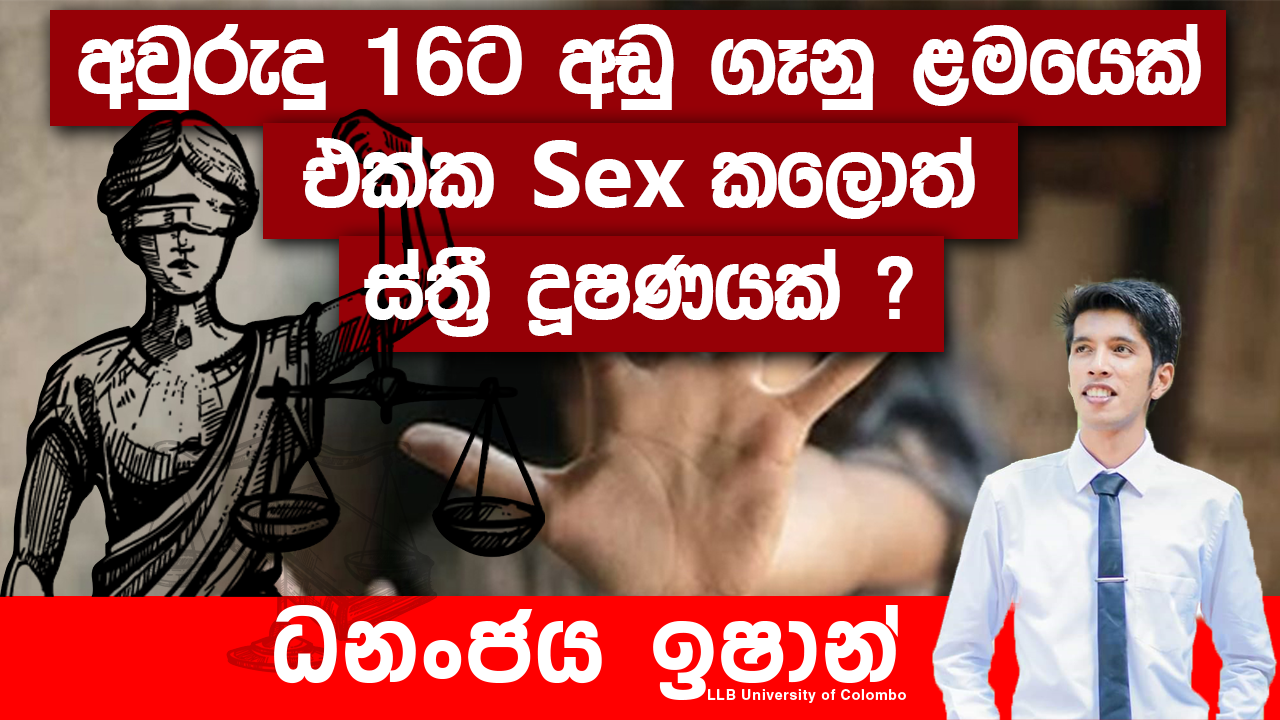 අවුරුදු 16ට අඩු ගෑනු ළමයෙක්
එක්ක Sex කලොත්
ස්ත්‍රී දූෂණයක් ?
ධනංජය ඉෂාන්
LLB University of Colombo